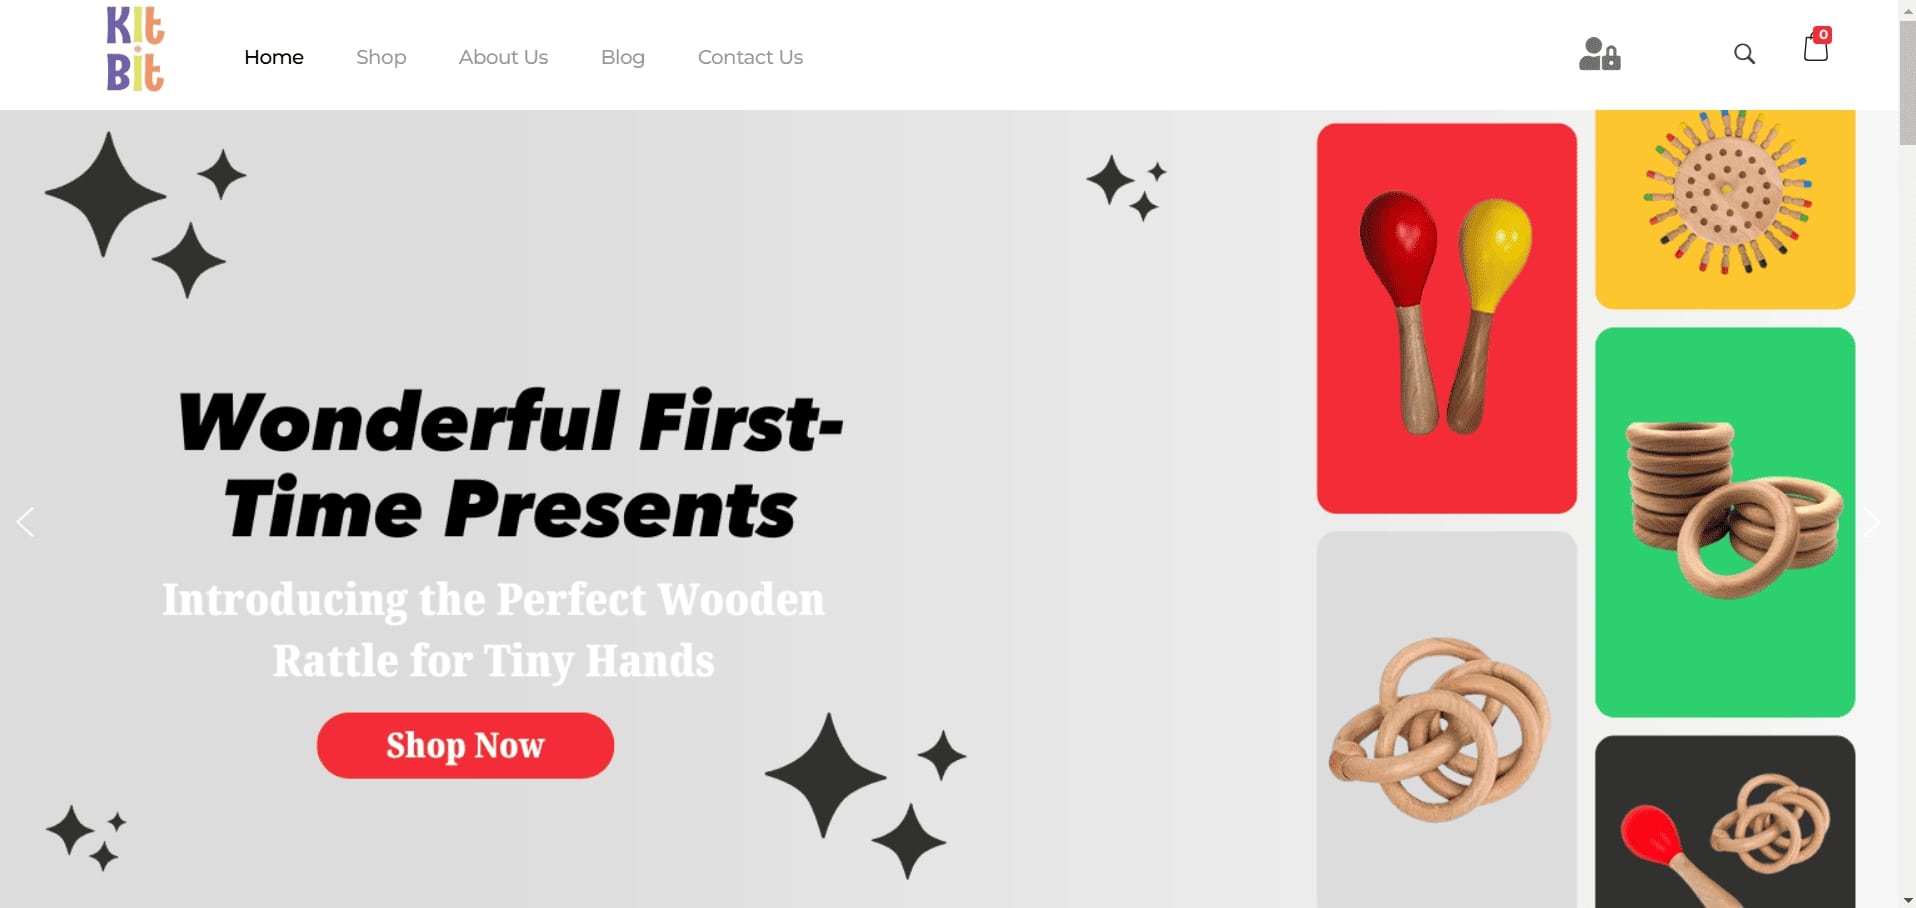 Kit
Bit
Home
Shop
About Us
Blog
Contact Us
0
Wonderful First-
Time Presents
Introducing the Perfect Wooden
Rattle for Tiny Hands
Shop Now